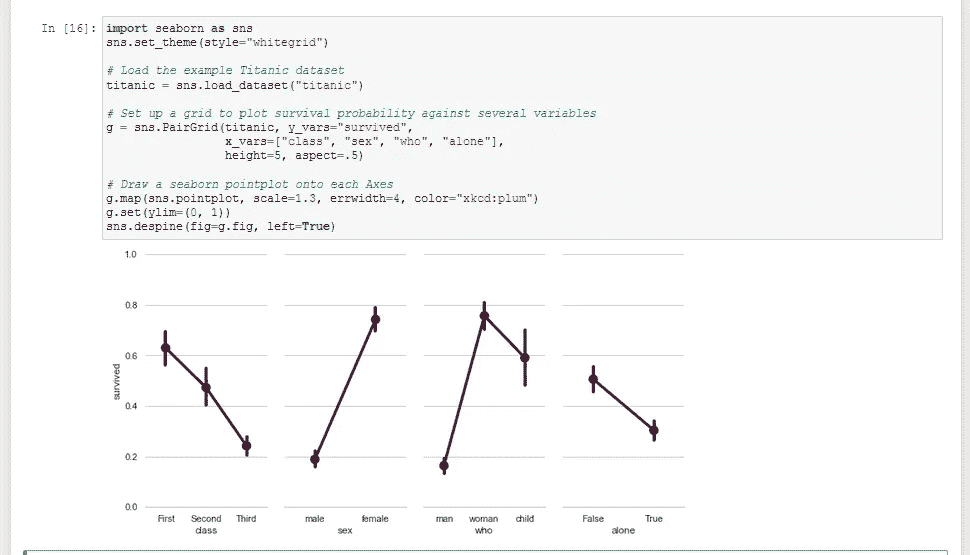 In [16]: import seaborn as sns
sns.set_theme(style="whitegrid")
# Load the example Titanic dataset
titanic = sns.load_dataset("titanic")
# Set up a grid to plot survival probability against several variables
g = sns.PairGrid(titanic, y_vars="survived",
x_vars=["class", "sex", "who", "alone"],
height=5, aspect=.5)
# Draw a seaborn pointplot onto each Axes
g.map(sns.pointplot, scale=1.3, errwidth=4, color="xkcd:plum")
g.set(ylim=(0, 1))
sns.despine(fig=g.fig, left=True)
1.0
0.8
0.6
0.4
0.2
0.0
survived
First Second Third
class
male female
sex
man woman child
who
False True
alone